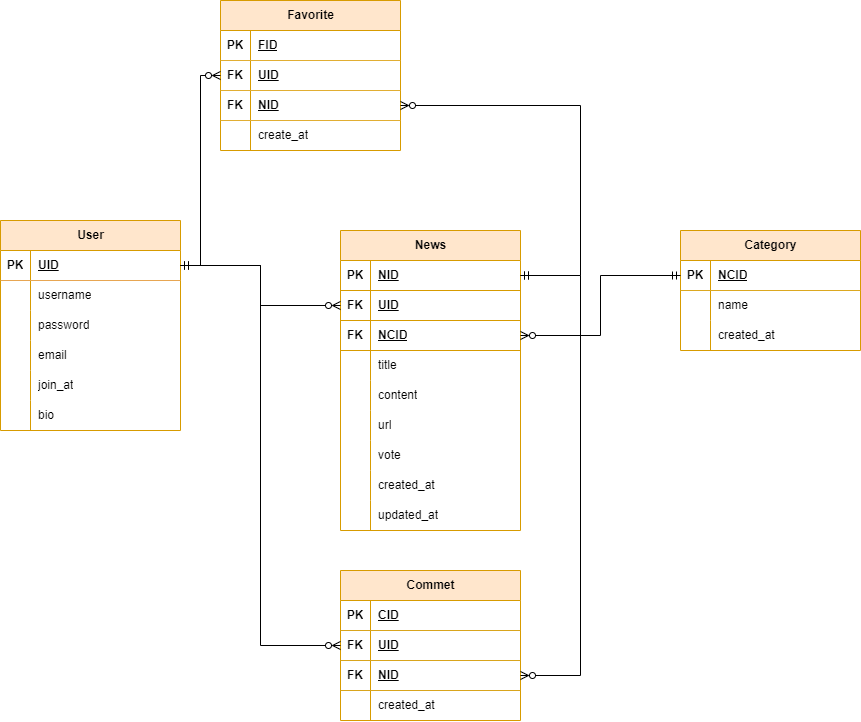 Favorite
PK FID
FK UID
FK NID
create_at
User
PK UID
username
password
email
join_at
bio
News
PK NID
FK UID
FK NCID
title
content
url
vote
created_at
updated_at
Category
PK NCID
name
created_at
Commet
PK CID
FK UID
FK NID
created_at